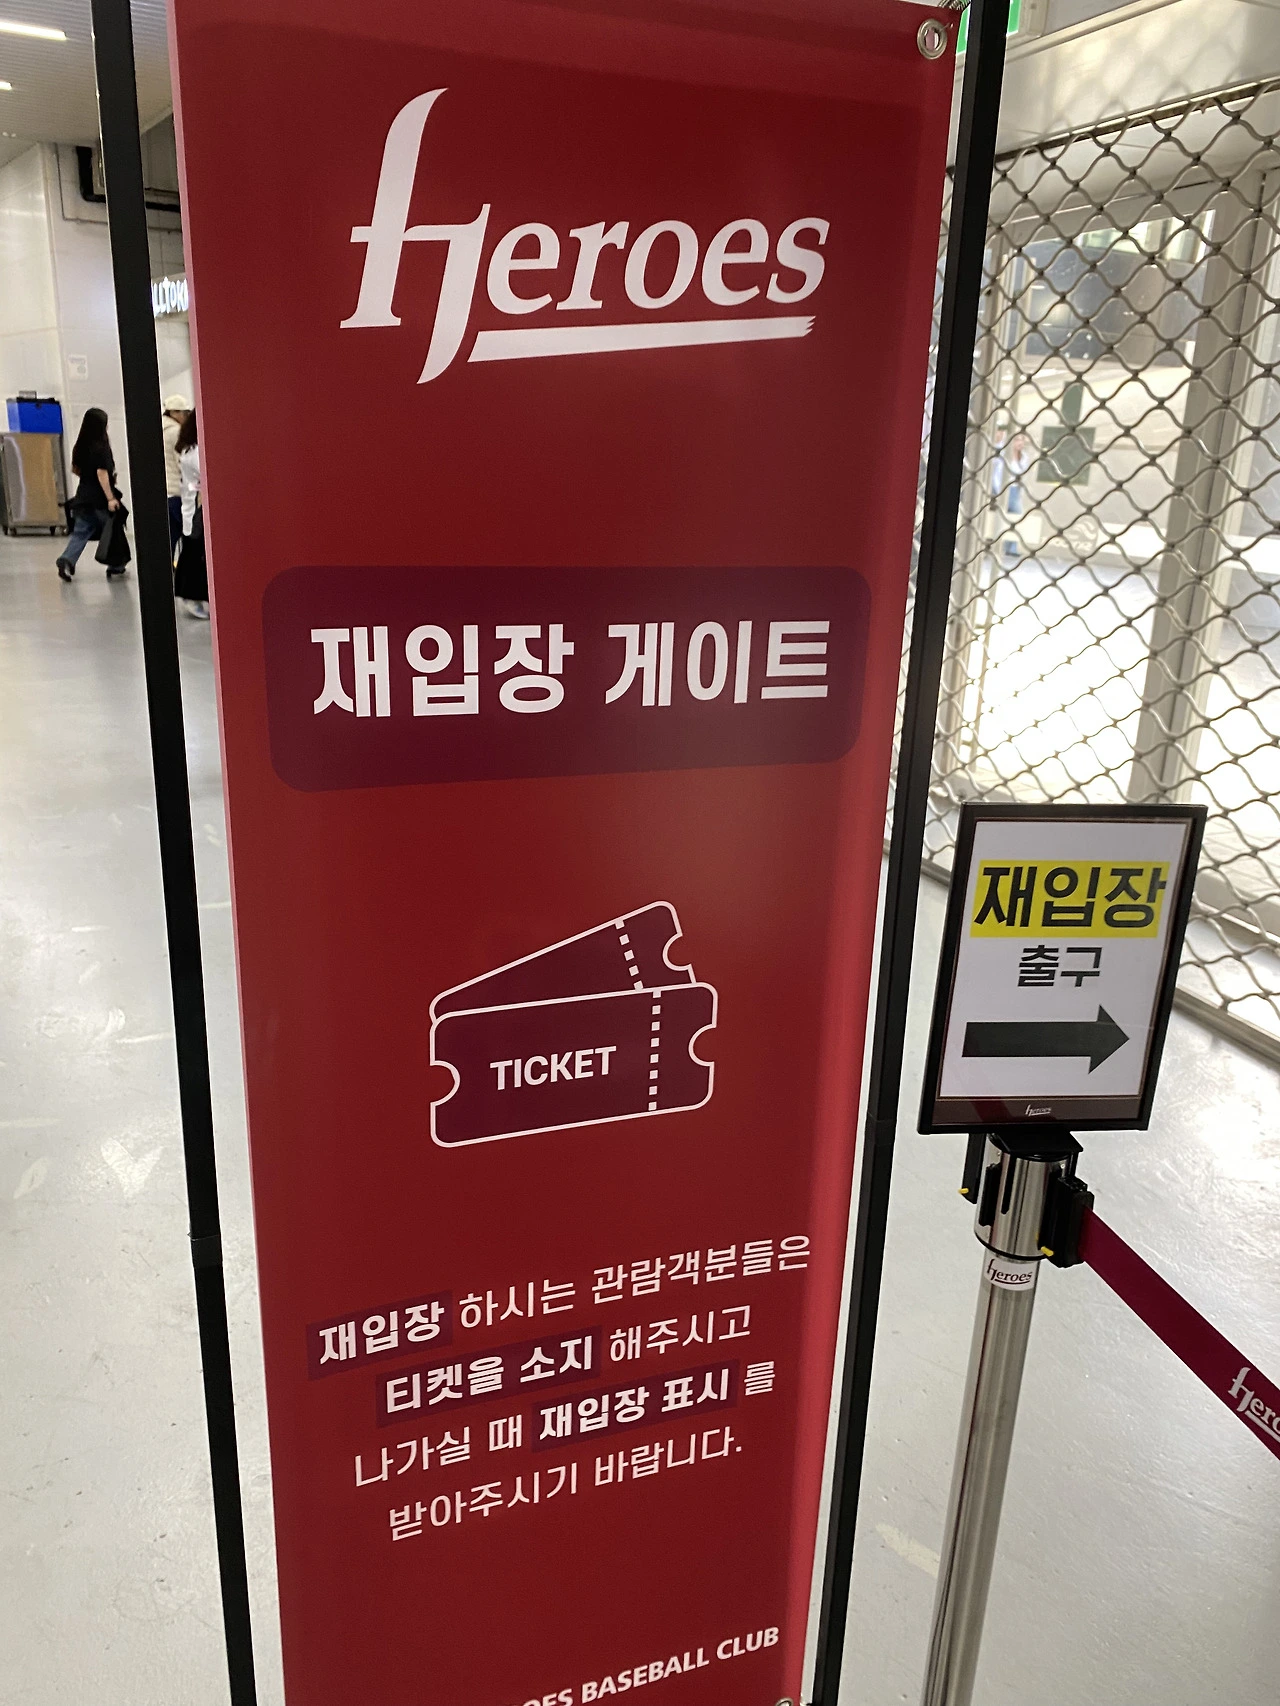 Heroes
재입장 게이트
TICKET
재입장 하시는 관람객분들은
티켓을 소지 해주시고
나가실 때 재입장 표시 를
받아주시기 바랍니다.
BASEBALL CLUB
재입장
출구
heroes
Heroes